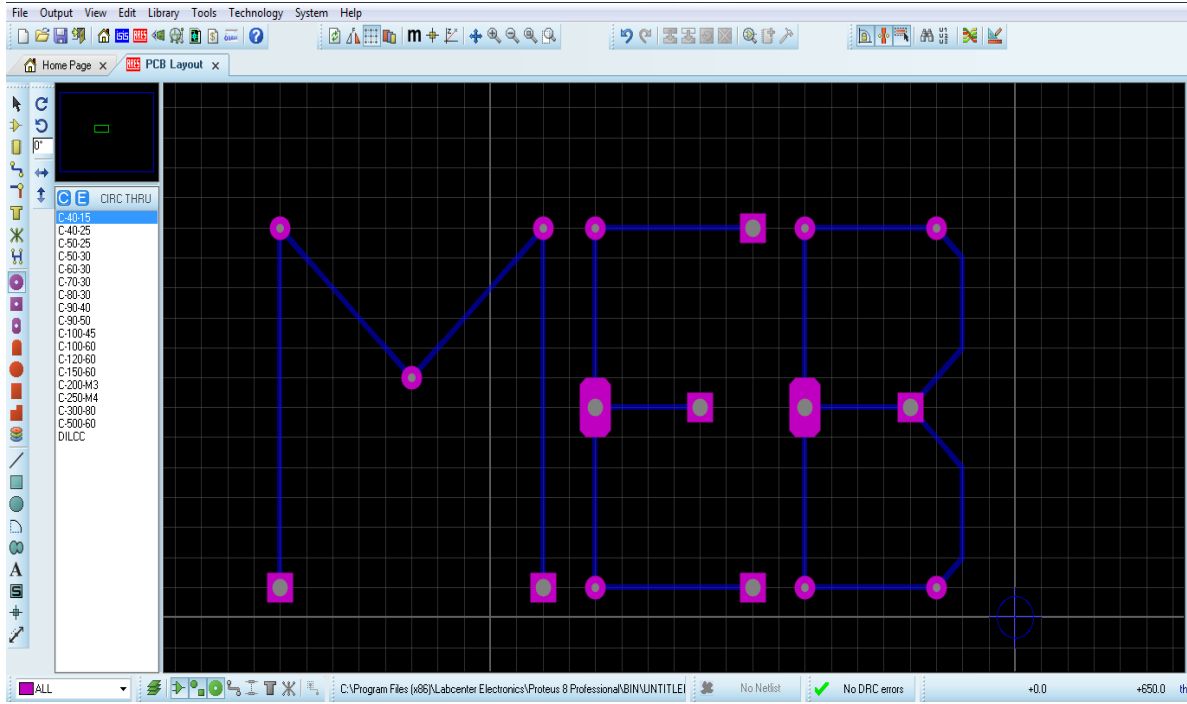 File Output View Edit Library Tools Technology System Help
Home Page x PCB Layout x
0°
C E CIRC THRU
C-40-15
C-40-25
C-50-25
C-50-30
C-60-30
C-70-30
C-80-30
C-90-40
C-90-50
C-100-45
C-100-60
C-120-60
C-150-60
C-200-M3
C-250-M4
C-300-80
C-500-60
DILCC
MEB
ALL C:\Program Files (x86)\Labcenter Electronics\Proteus 8 Professional\BIN\UNTITLE No Netlist No DRC errors +0.0 +650.0 th